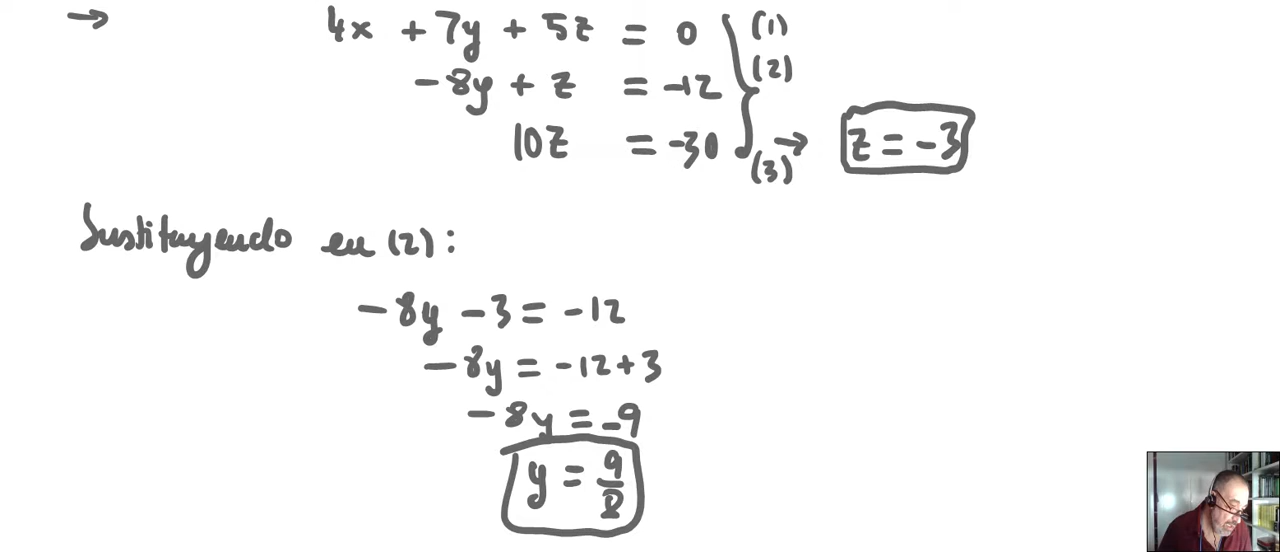 → 4x + 7y + 5z = 0 (1)
-8y + z = -12 (2)
10z = -30 (3) → z = -3
Sustituyendo en (2):
-8y - 3 = -12
-8y = -12 + 3
-8y = -9
y = 9/8